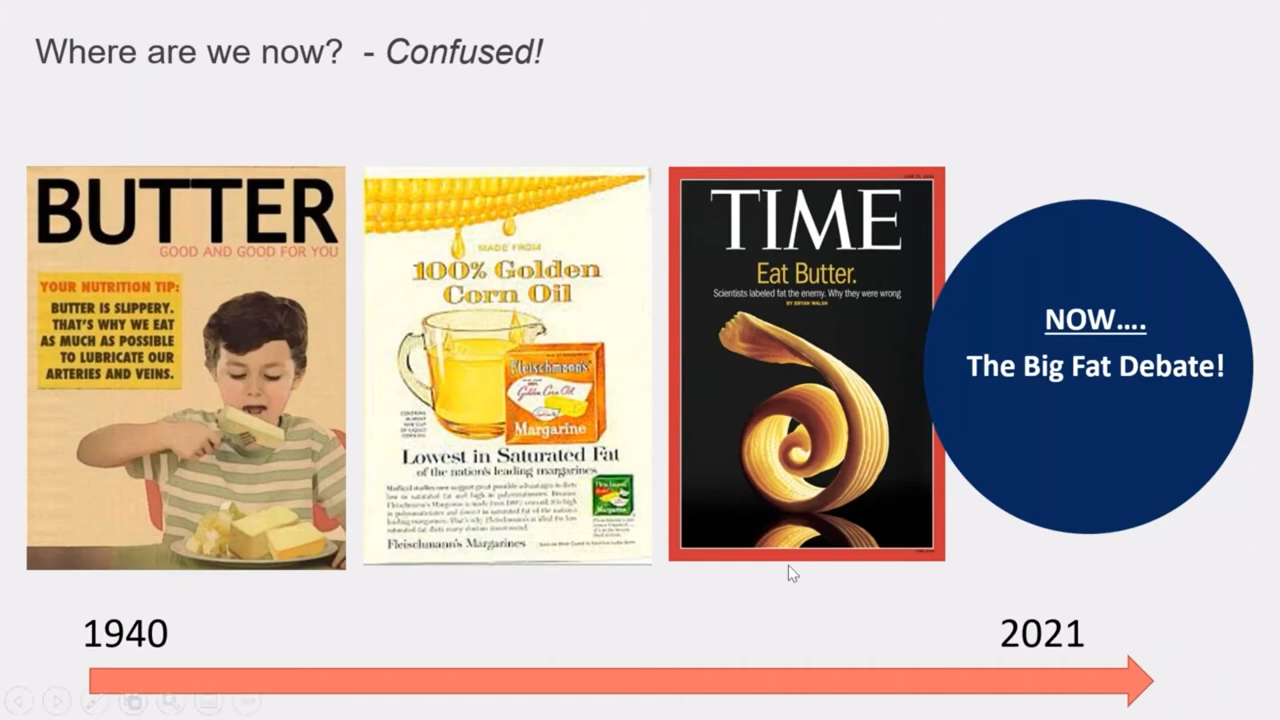 Where are we now?  - Confused!
BUTTER
GOOD AND GOOD FOR YOU
YOUR NUTRITION TIP:
BUTTER IS SLIPPERY.
THAT'S WHY WE EAT
AS MUCH AS POSSIBLE
TO LUBRICATE OUR
ARTERIES AND VEINS.
MADE FROM
100% Golden
Corn Oil
Fleischmann's
Golden Corn Oil
Margarine
Lowest in Saturated Fat
of the nation's leading margarines
Fleischmann's Margarines
TIME
Eat Butter.
Scientists labeled fat the enemy. Why they were wrong
BY BRYAN WALSH
NOW....
The Big Fat Debate!
1940
2021